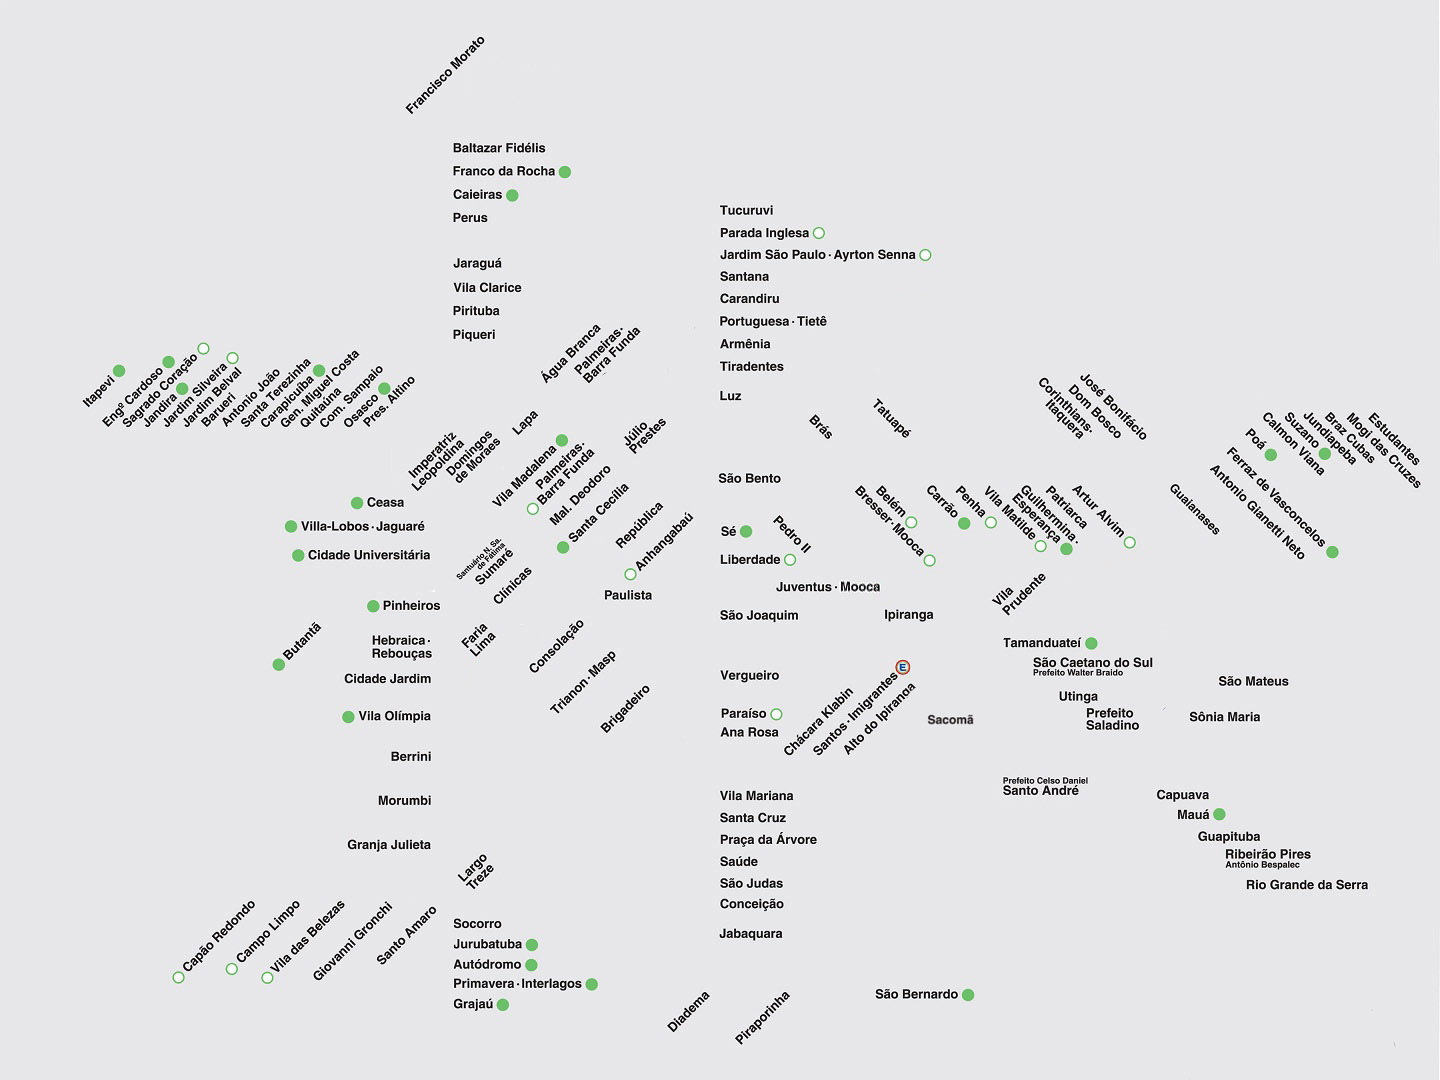 Francisco Morato
Baltazar Fidélis
Franco da Rocha
Caieiras
Perus
Jaraguá
Vila Clarice
Pirituba
Piqueri
Itapevi
Engº Cardoso
Sagrado Coração
Jandira
Jardim Silveira
Jardim Belval
Barueri
Antonio João
Santa Terezinha
Carapicuíba
Gen. Miguel Costa
Quitaúna
Com. Sampaio
Osasco
Pres. Altino
Imperatriz
Leopoldina
Domingos
de Moraes
Lapa
Água Branca
Palmeiras·
Barra Funda
Júlio
Prestes
Vila Madalena
Palmeiras·
Barra Funda
Mal. Deodoro
Santa Cecília
República
Anhangabaú
Santuário N. Sa.
de Fátima
Sumaré
Clínicas
Paulista
Ceasa
Villa-Lobos·Jaguaré
Cidade Universitária
Pinheiros
Butantã
Hebraica·
Rebouças
Faria
Lima
Cidade Jardim
Vila Olímpia
Berrini
Morumbi
Granja Julieta
Consolação
Trianon·Masp
Brigadeiro
Largo
Treze
Capão Redondo
Campo Limpo
Vila das Belezas
Giovanni Gronchi
Santo Amaro
Socorro
Jurubatuba
Autódromo
Primavera·Interlagos
Grajaú
Tucuruvi
Parada Inglesa
Jardim São Paulo·Ayrton Senna
Santana
Carandiru
Portuguesa·Tietê
Armênia
Tiradentes
Luz
São Bento
Sé
Liberdade
São Joaquim
Vergueiro
Paraíso
Ana Rosa
Vila Mariana
Santa Cruz
Praça da Árvore
Saúde
São Judas
Conceição
Jabaquara
Pedro II
Brás
Tatuapé
Belém
Bresser·Mooca
Carrão
Penha
Vila Matilde
Guilhermina·
Esperança
Patriarca
Artur Alvim
Corinthians·
Itaquera
Dom Bosco
José Bonifácio
Guaianases
Antonio Gianetti Neto
Ferraz de Vasconcelos
Poá
Calmon Viana
Suzano
Jundiapeba
Braz Cubas
Mogi das Cruzes
Estudantes
Juventus·Mooca
Ipiranga
Vila
Prudente
Tamanduateí
São Caetano do Sul
Prefeito Walter Braido
Utinga
Prefeito
Saladino
São Mateus
Sônia Maria
Chácara Klabin
Santos·Imigrantes
E
Alto do Ipiranga
Sacomã
Prefeito Celso Daniel
Santo André
Capuava
Mauá
Guapituba
Ribeirão Pires
Antônio Bespalec
Rio Grande da Serra
Diadema
Piraporinha
São Bernardo